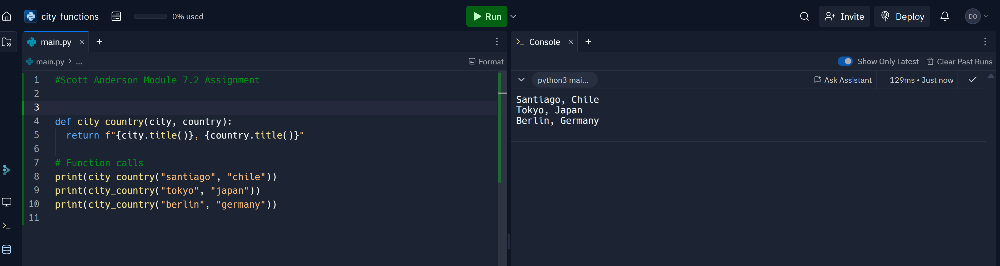 city_functions 0% used Run Invite Deploy DO
main.py
Console
main.py > ... Format
Show Only Latest Clear Past Runs
1 #Scott Anderson Module 7.2 Assignment
2
3
4 def city_country(city, country):
5 return f"{city.title()}, {country.title()}"
6
7 # Function calls
8 print(city_country("santiago", "chile"))
9 print(city_country("tokyo", "japan"))
10 print(city_country("berlin", "germany"))
11
python3 mai... Ask Assistant 129ms • Just now
Santiago, Chile
Tokyo, Japan
Berlin, Germany